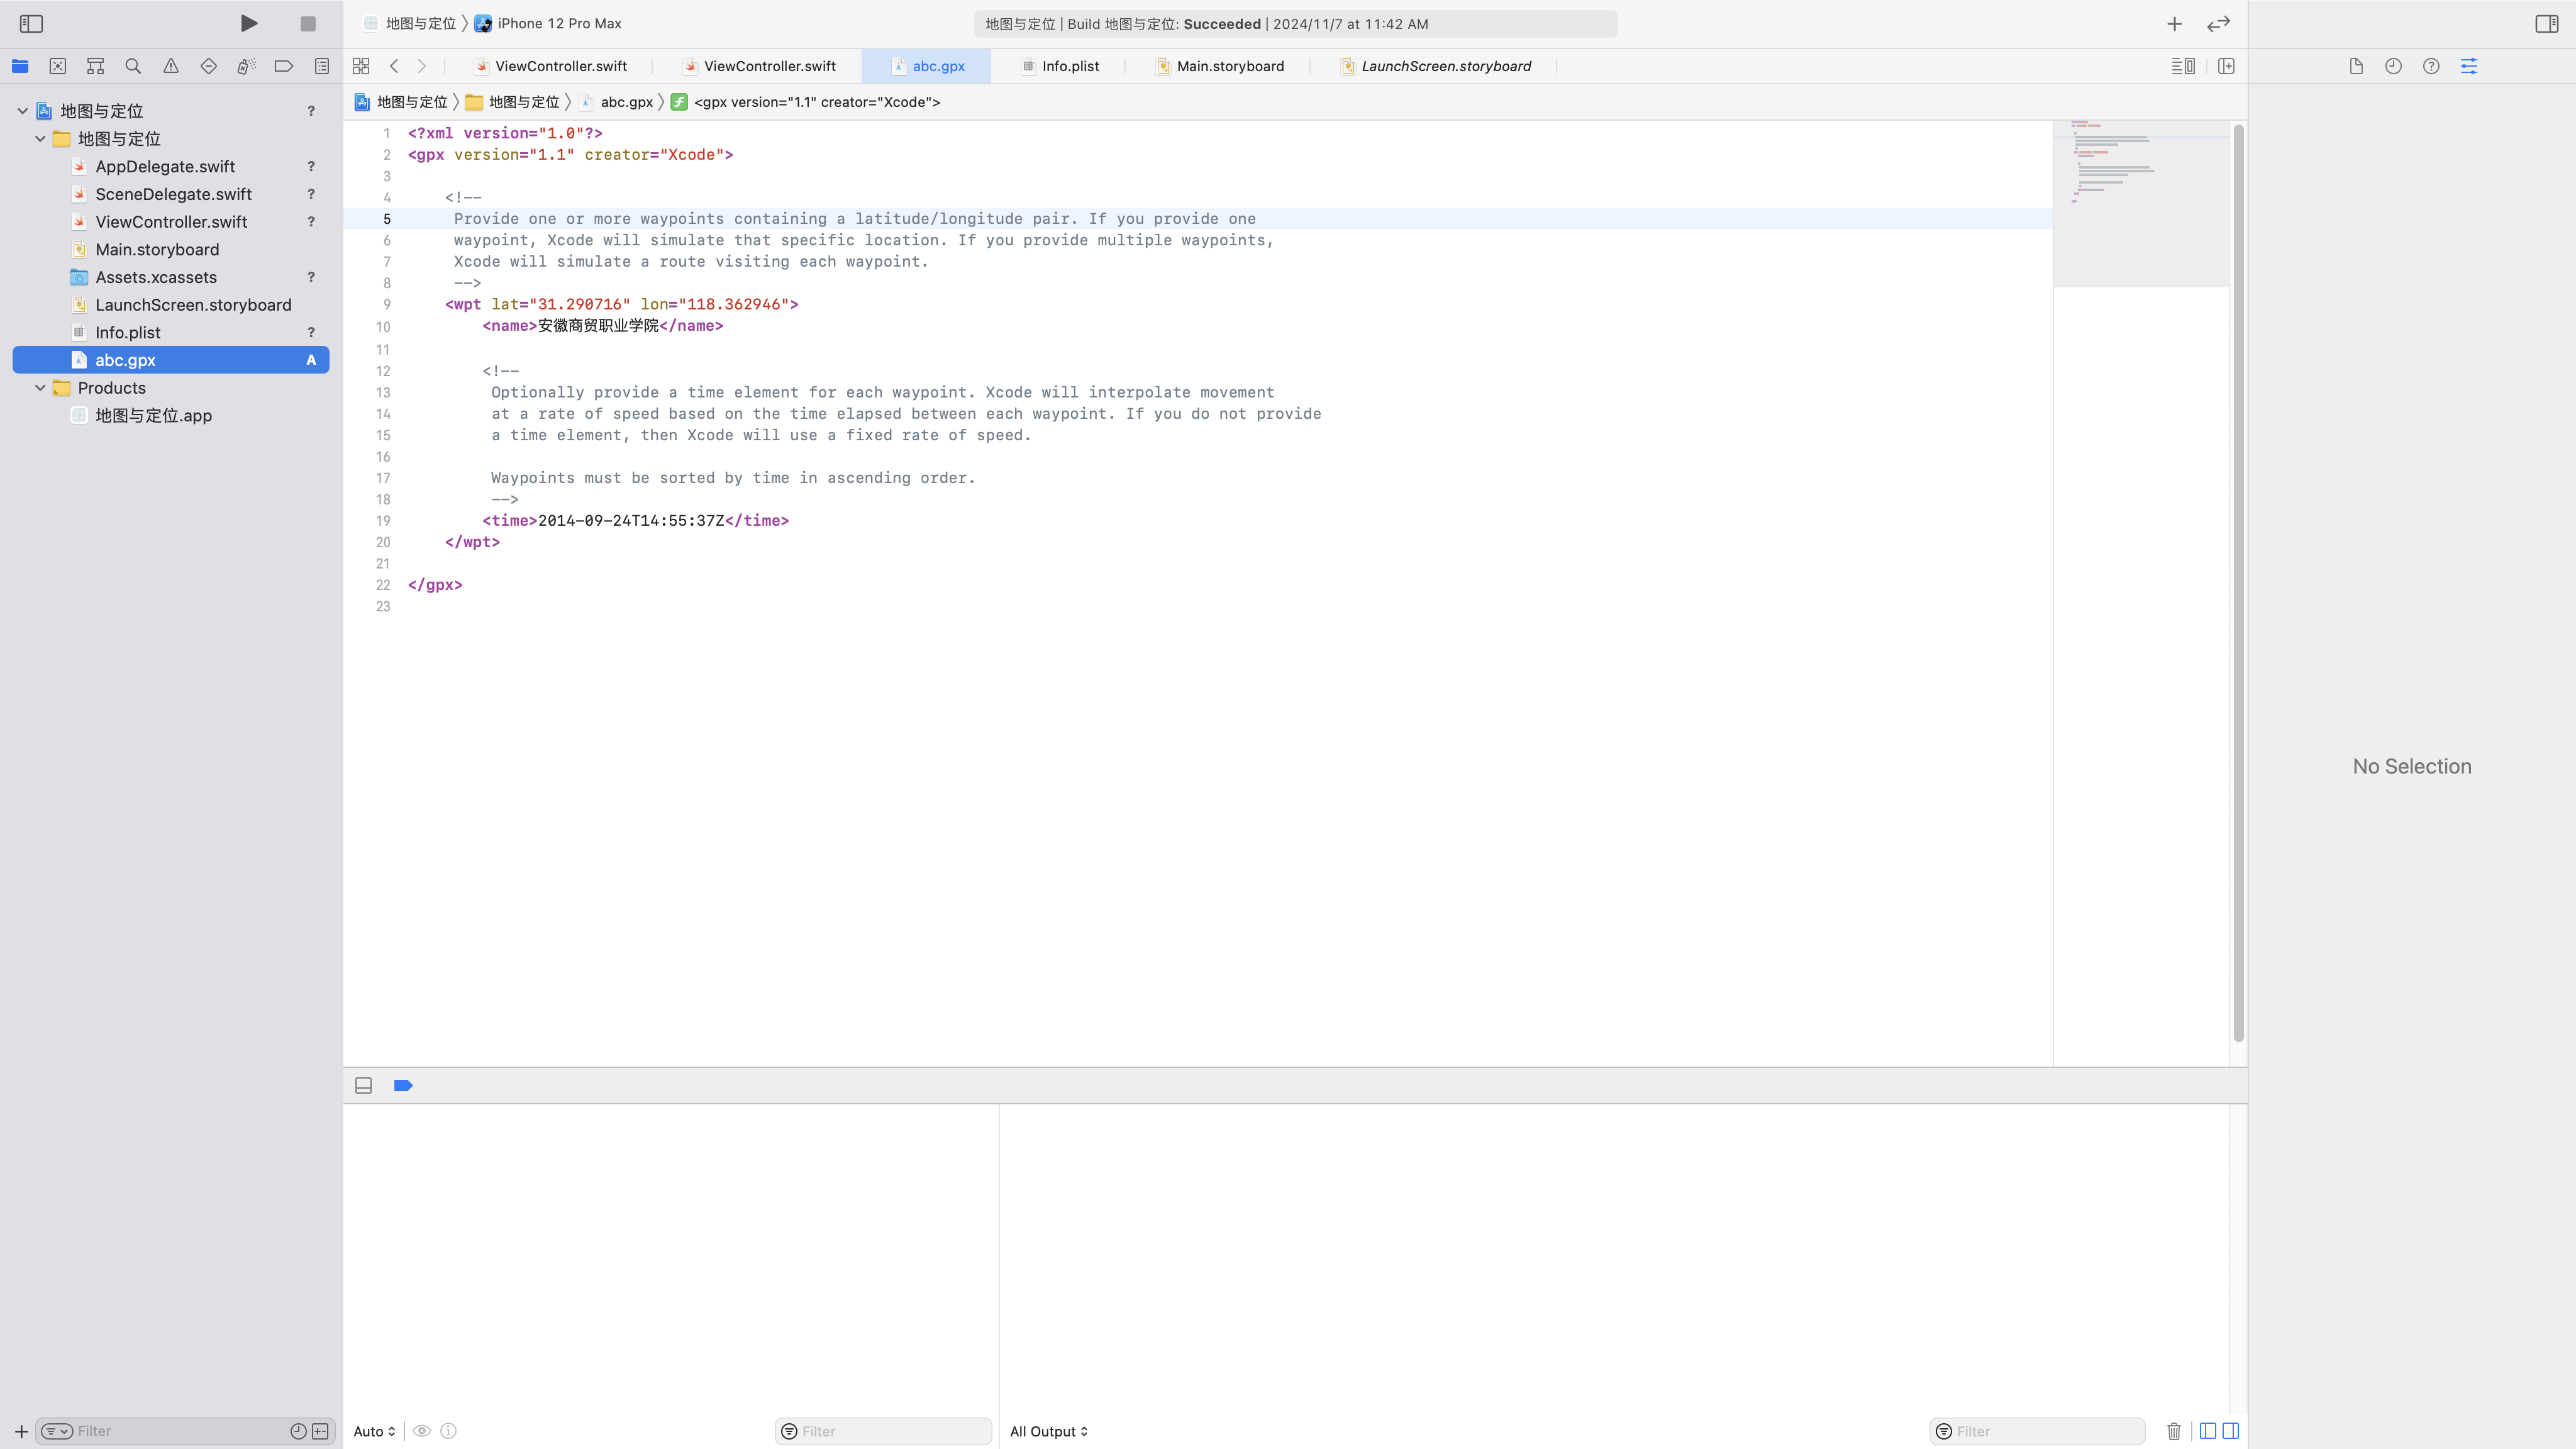 地图与定位 〉 iPhone 12 Pro Max
地图与定位 | Build 地图与定位: Succeeded | 2024/11/7 at 11:42 AM
ViewController.swift
ViewController.swift
abc.gpx
Info.plist
Main.storyboard
LaunchScreen.storyboard
地图与定位 〉 地图与定位 〉 abc.gpx 〉 <gpx version="1.1" creator="Xcode">
地图与定位 ?
地图与定位
AppDelegate.swift ?
SceneDelegate.swift ?
ViewController.swift ?
Main.storyboard
Assets.xcassets ?
LaunchScreen.storyboard
Info.plist ?
abc.gpx A
Products
地图与定位.app
1 <?xml version="1.0"?>
2 <gpx version="1.1" creator="Xcode">
3
4 <!--
5 Provide one or more waypoints containing a latitude/longitude pair. If you provide one
6 waypoint, Xcode will simulate that specific location. If you provide multiple waypoints,
7 Xcode will simulate a route visiting each waypoint.
8 -->
9 <wpt lat="31.290716" lon="118.362946">
10 <name>安徽商贸职业学院</name>
11
12 <!--
13 Optionally provide a time element for each waypoint. Xcode will interpolate movement
14 at a rate of speed based on the time elapsed between each waypoint. If you do not provide
15 a time element, then Xcode will use a fixed rate of speed.
16
17 Waypoints must be sorted by time in ascending order.
18 -->
19 <time>2014-09-24T14:55:37Z</time>
20 </wpt>
21
22 </gpx>
23
No Selection
Filter
Auto
Filter
All Output
Filter